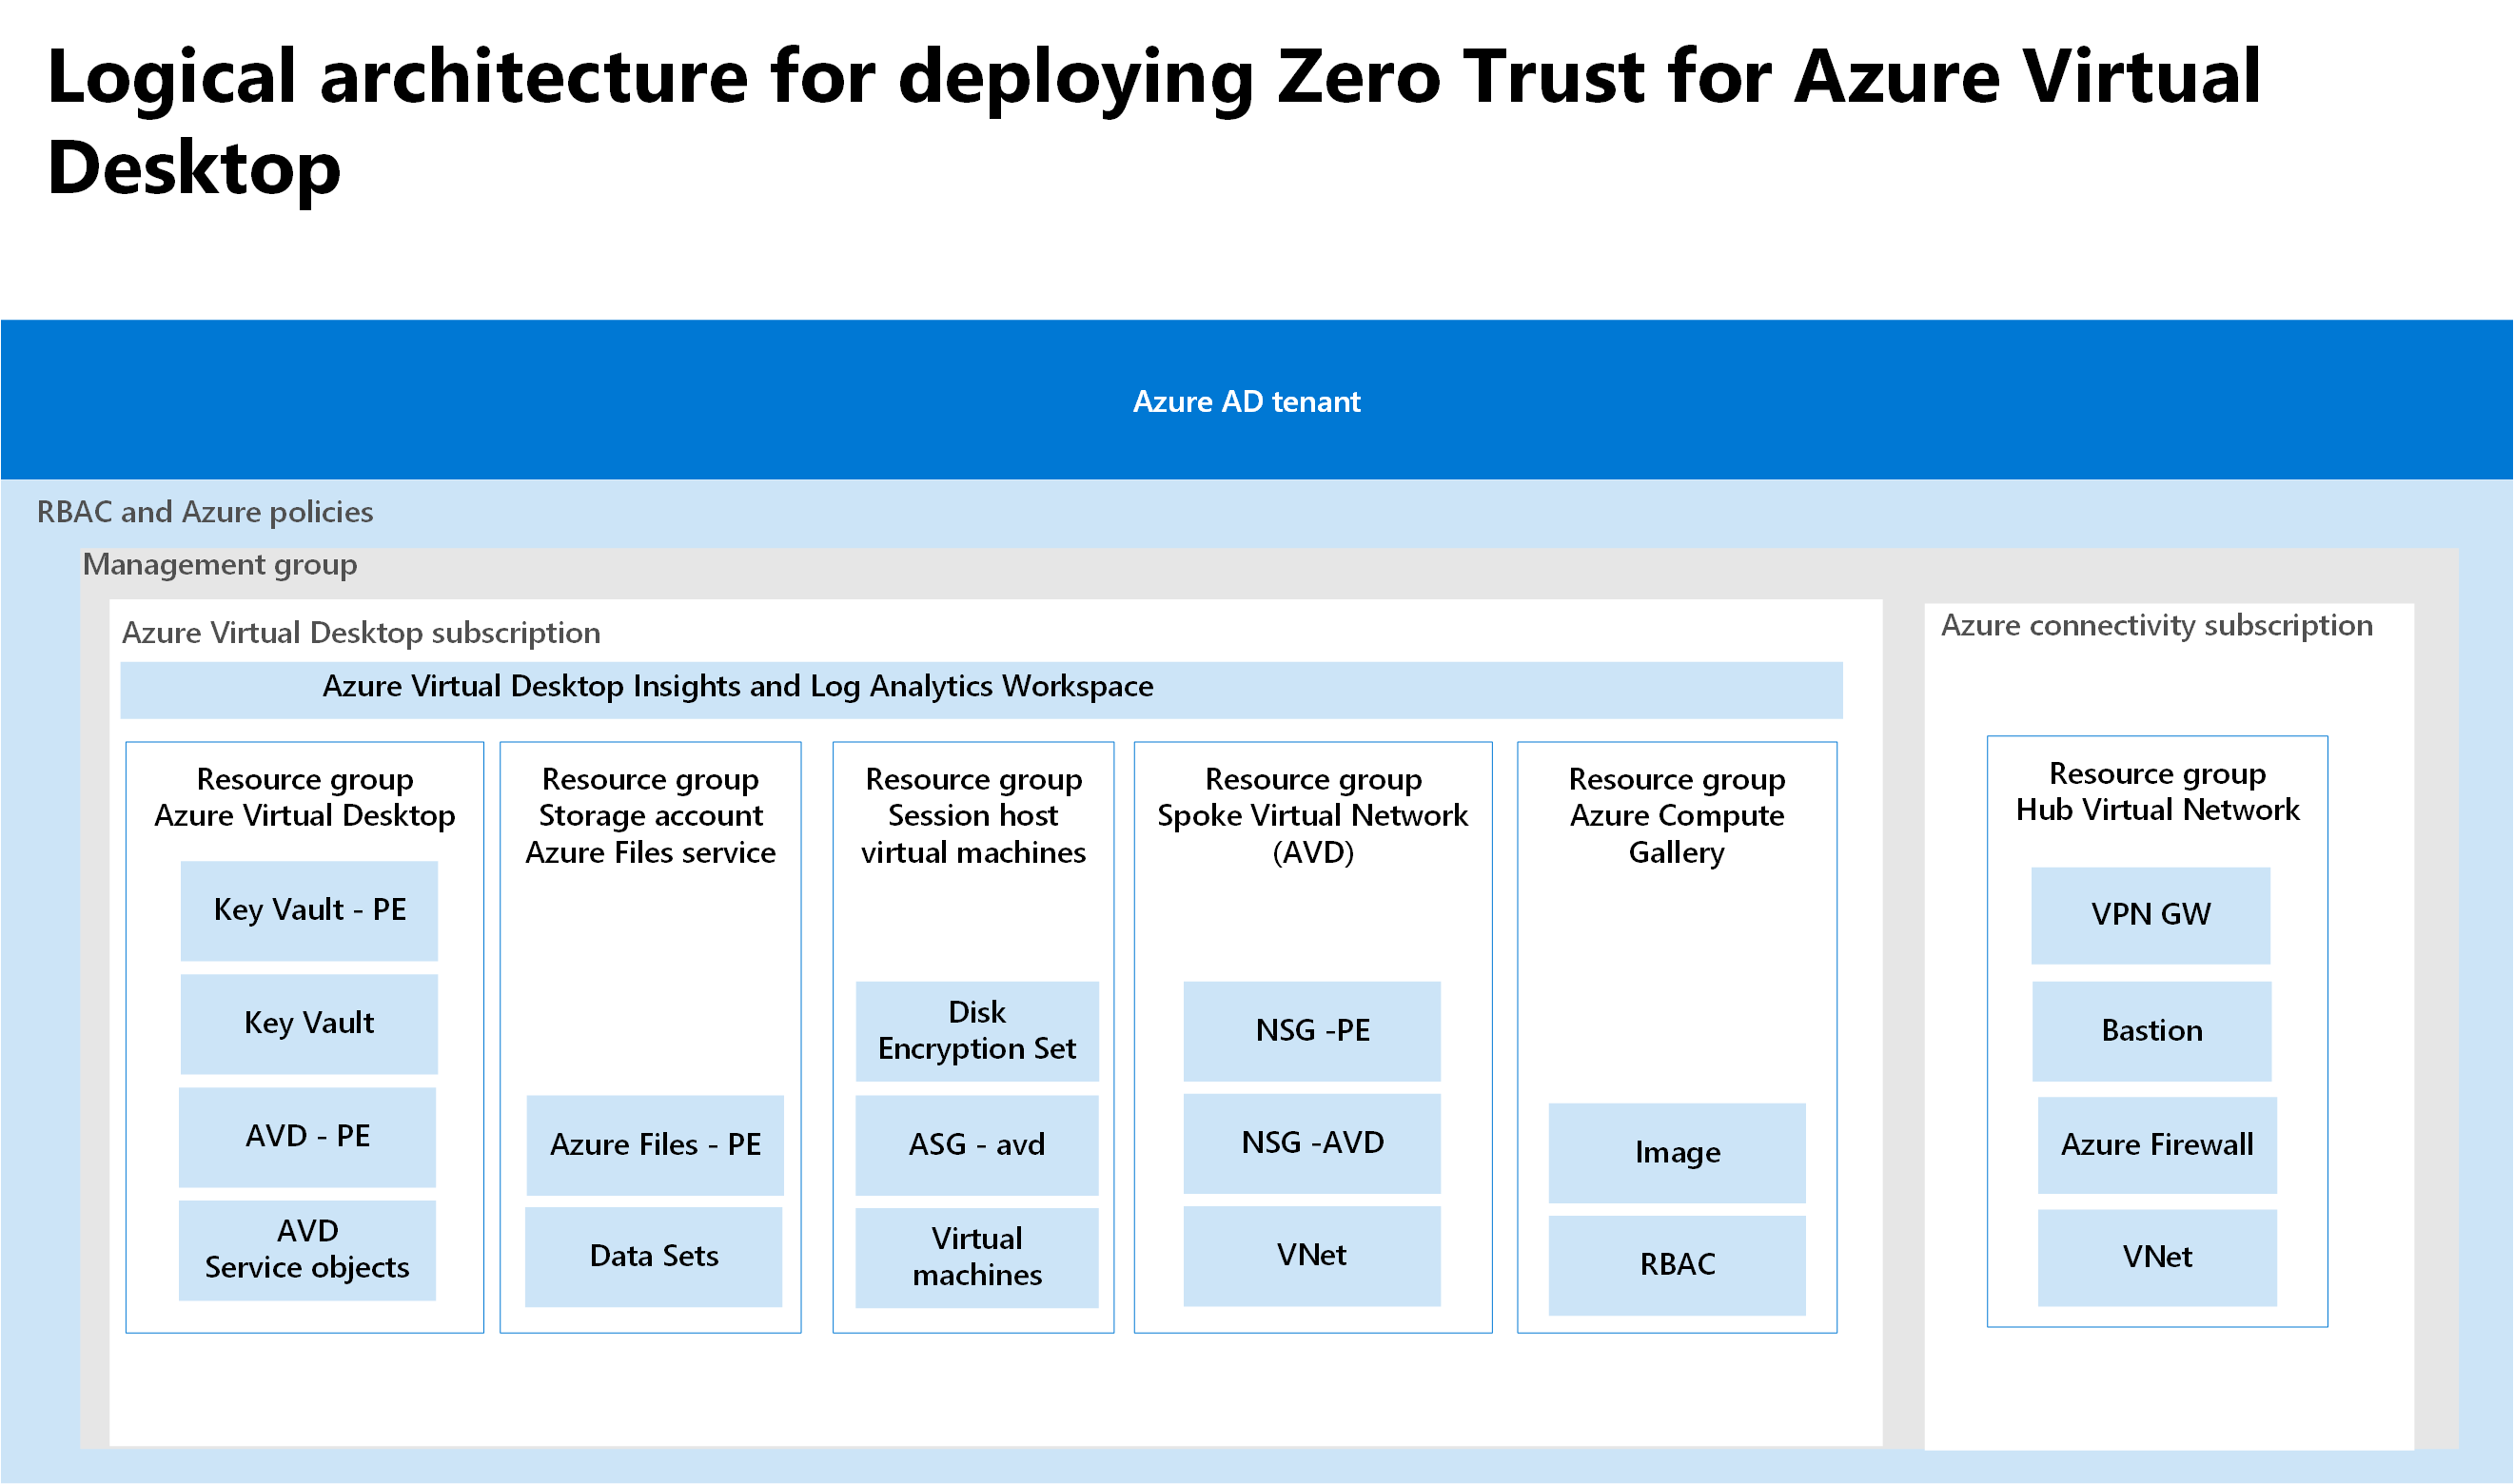 Logical architecture for deploying Zero Trust for Azure Virtual
Desktop
Azure AD tenant
RBAC and Azure policies
Management group
Azure Virtual Desktop subscription
Azure Virtual Desktop Insights and Log Analytics Workspace
Resource group
Azure Virtual Desktop
Key Vault - PE
Key Vault
AVD - PE
AVD
Service objects
Resource group
Storage account
Azure Files service
Azure Files - PE
Data Sets
Resource group
Session host
virtual machines
Disk
Encryption Set
ASG - avd
Virtual
machines
Resource group
Spoke Virtual Network
(AVD)
NSG -PE
NSG -AVD
VNet
Resource group
Azure Compute
Gallery
Image
RBAC
Azure connectivity subscription
Resource group
Hub Virtual Network
VPN GW
Bastion
Azure Firewall
VNet